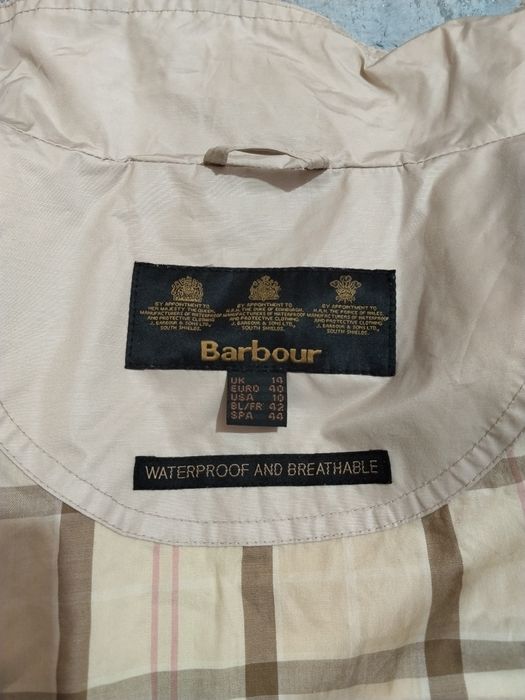 BY APPOINTMENT TO
HER MAJESTY THE QUEEN
MANUFACTURERS OF WATERPROOF
AND PROTECTIVE CLOTHING
J. BARBOUR & SONS LTD.,
SOUTH SHIELDS.
BY APPOINTMENT TO
H.R.H. THE DUKE OF EDINBURGH,
MANUFACTURERS OF WATERPROOF
AND PROTECTIVE CLOTHING
J. BARBOUR & SONS LTD.,
SOUTH SHIELDS.
BY APPOINTMENT TO
H.R.H. THE PRINCE OF WALES,
MANUFACTURERS OF WATERPROOF
AND PROTECTIVE CLOTHING
J. BARBOUR & SONS LTD.,
SOUTH SHIELDS.
Barbour
UK 14
EURO 40
USA 10
BL/FR 42
SPA 44
WATERPROOF AND BREATHABLE